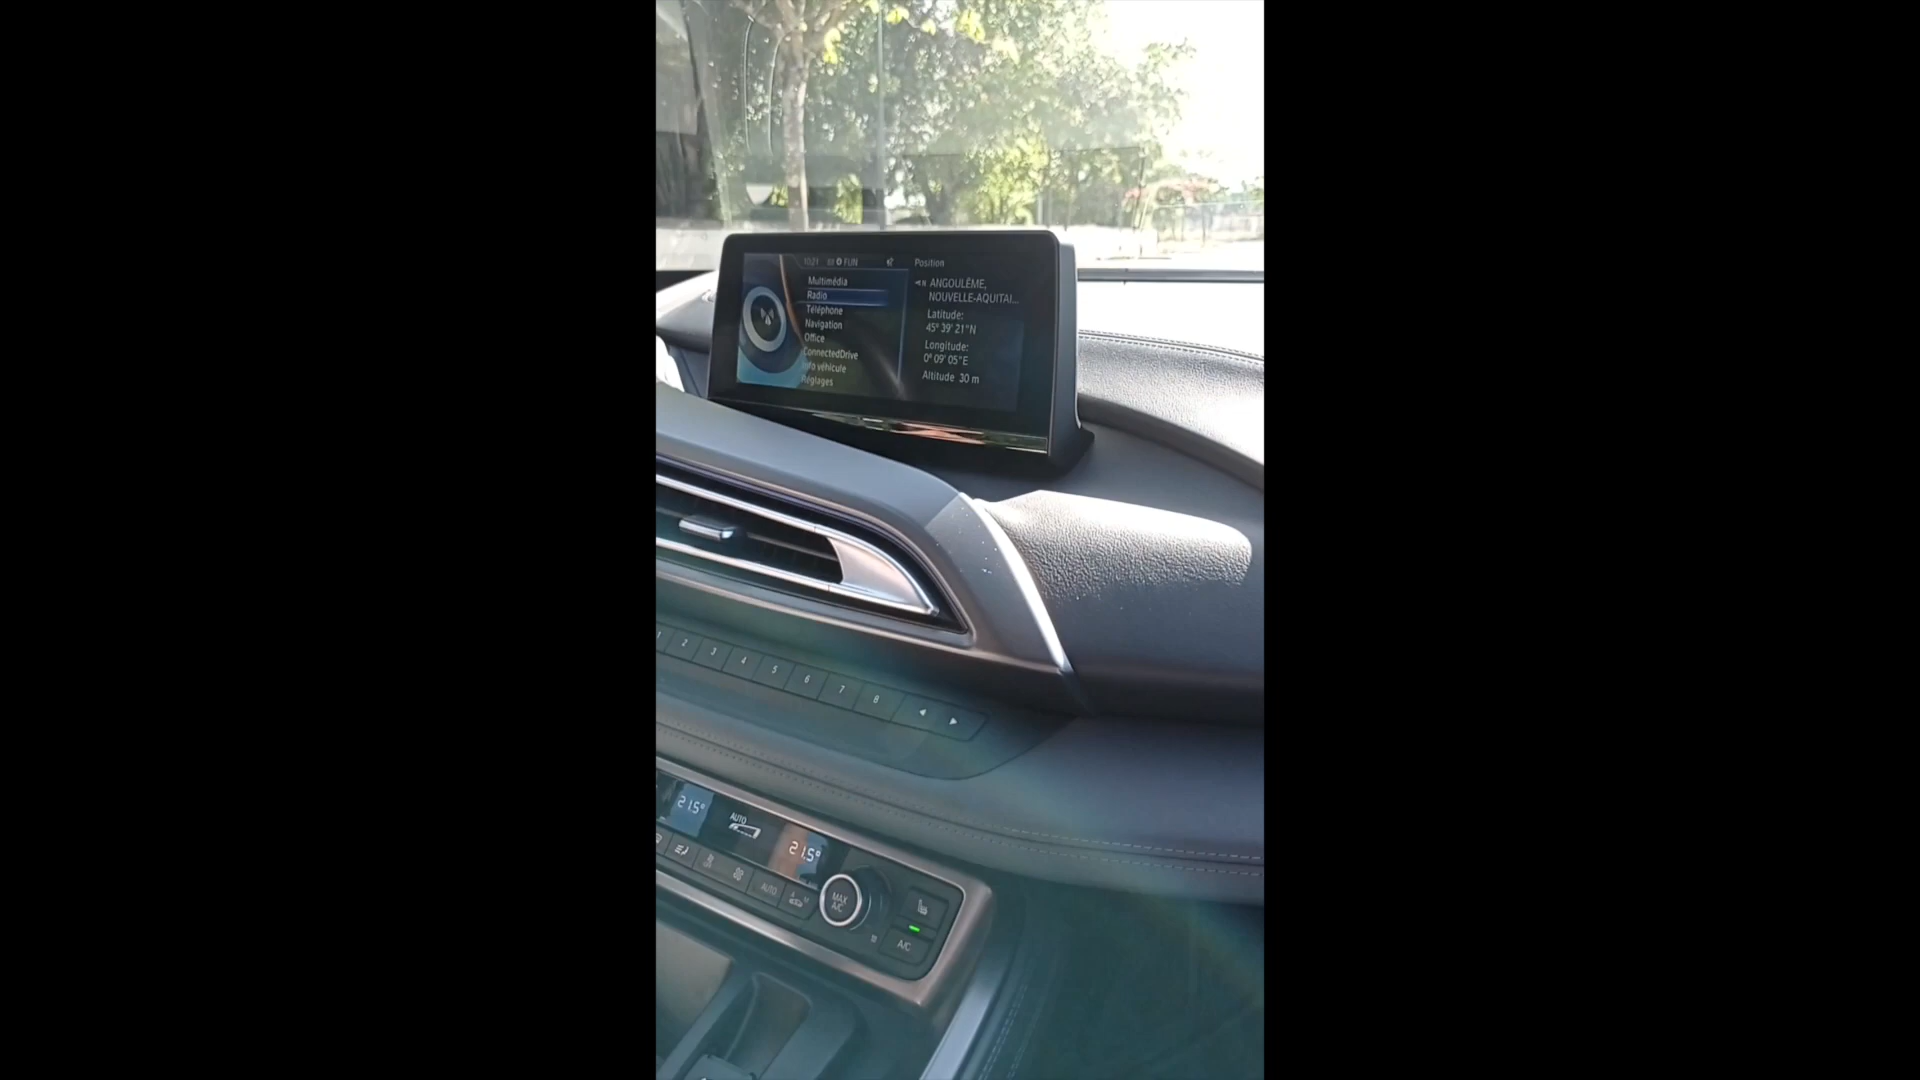 10:21 FUN
Multimédia
Radio
Téléphone
Navigation
Office
ConnectedDrive
Info véhicule
Réglages
Position
ANGOULÊME,
NOUVELLE-AQUITAI...
Latitude:
45° 39' 21"N
Longitude:
0° 09' 05"E
Altitude 30 m
1 2 3 4 5 6 7 8
21.5° AUTO 21.5°
AUTO
MAX
A/C
A/C